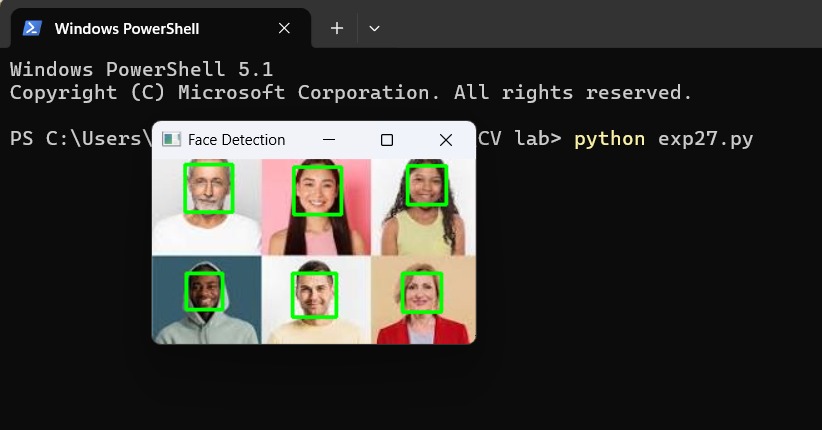 Windows PowerShell
Windows PowerShell 5.1
Copyright (C) Microsoft Corporation. All rights reserved.
PS C:\Users\ CV lab> python exp27.py
Face Detection